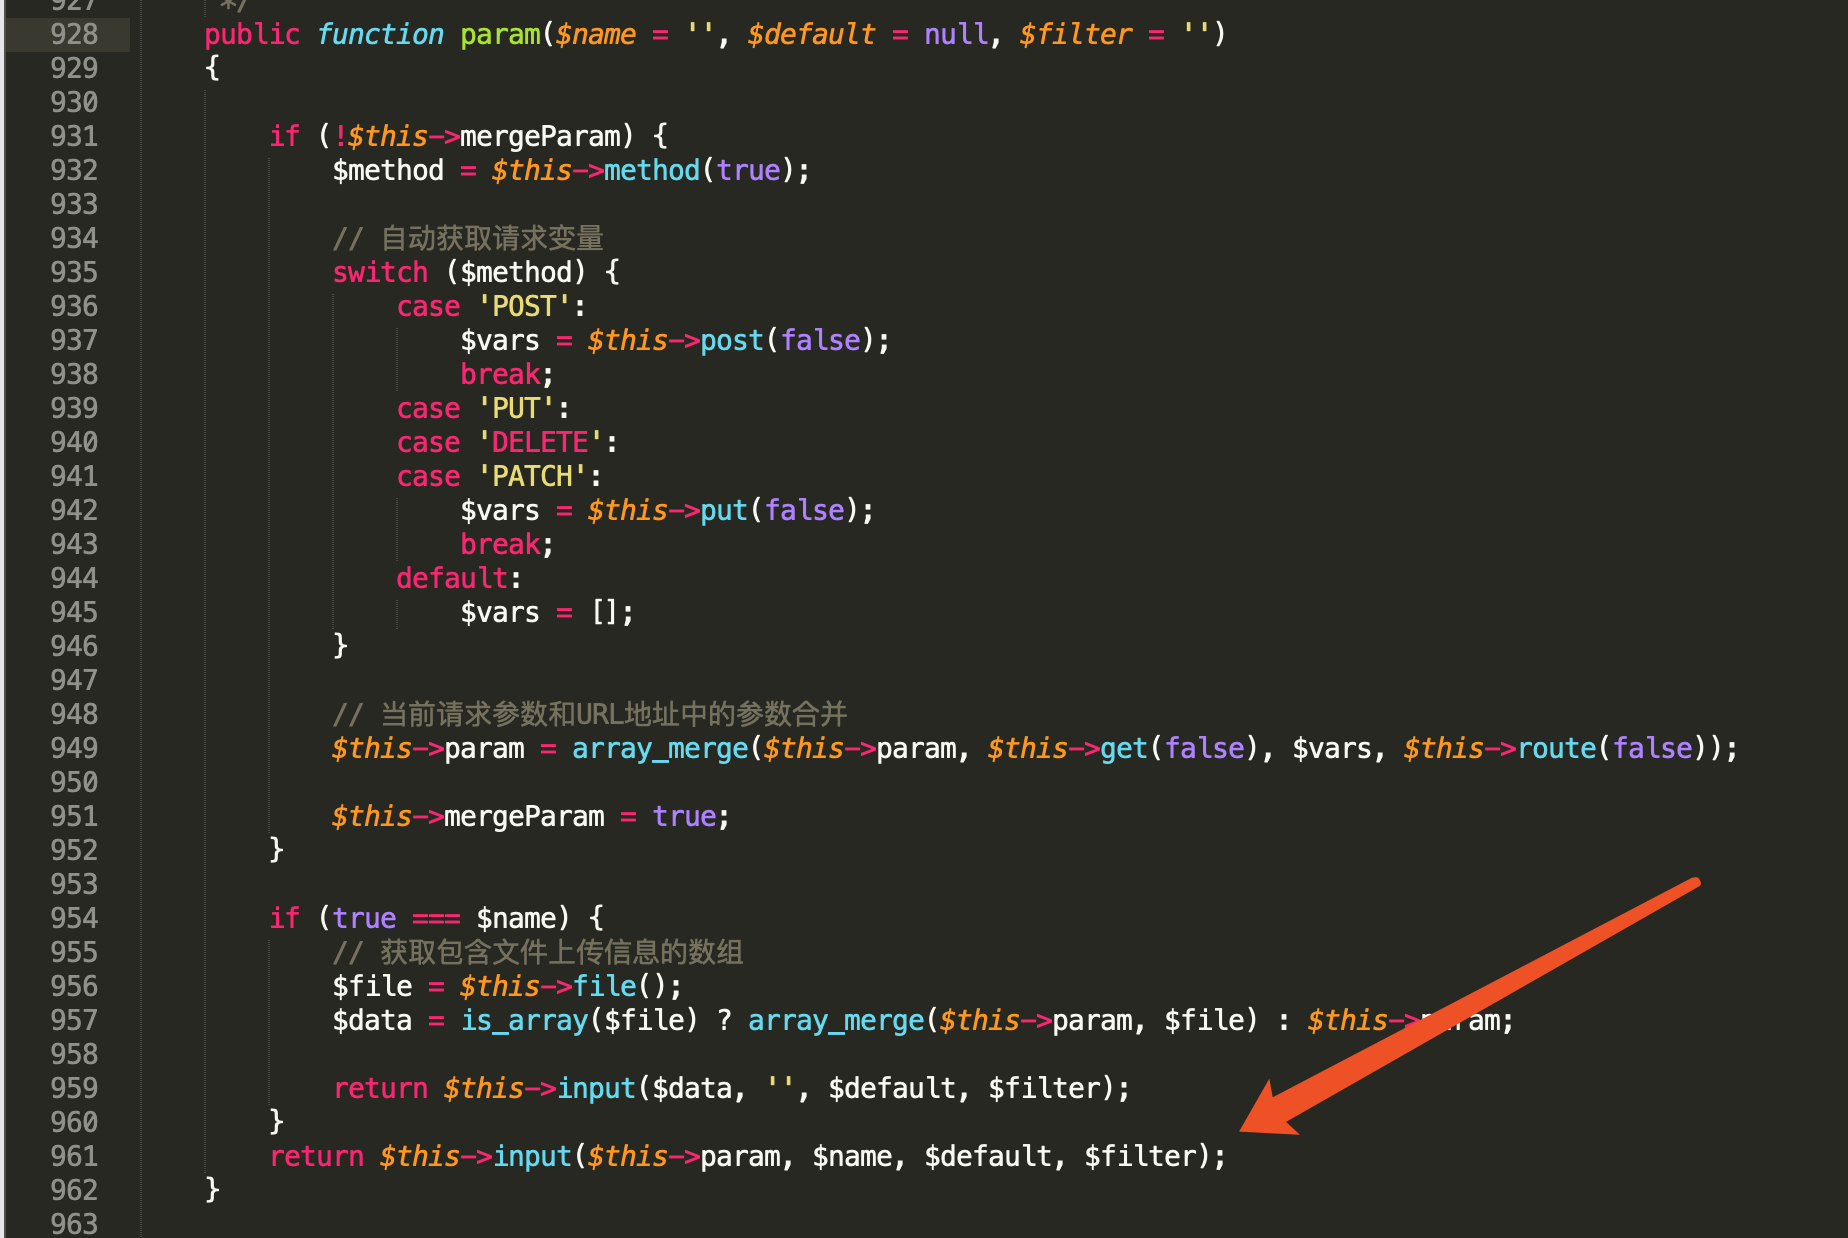 927 */
928 public function param($name = '', $default = null, $filter = '')
929 {
930
931 if (!$this->mergeParam) {
932 $method = $this->method(true);
933
934 // 自动获取请求变量
935 switch ($method) {
936 case 'POST':
937 $vars = $this->post(false);
938 break;
939 case 'PUT':
940 case 'DELETE':
941 case 'PATCH':
942 $vars = $this->put(false);
943 break;
944 default:
945 $vars = [];
946 }
947
948 // 当前请求参数和URL地址中的参数合并
949 $this->param = array_merge($this->param, $this->get(false), $vars, $this->route(false));
950
951 $this->mergeParam = true;
952 }
953
954 if (true === $name) {
955 // 获取包含文件上传信息的数组
956 $file = $this->file();
957 $data = is_array($file) ? array_merge($this->param, $file) : $this->param;
958
959 return $this->input($data, '', $default, $filter);
960 }
961 return $this->input($this->param, $name, $default, $filter);
962 }
963